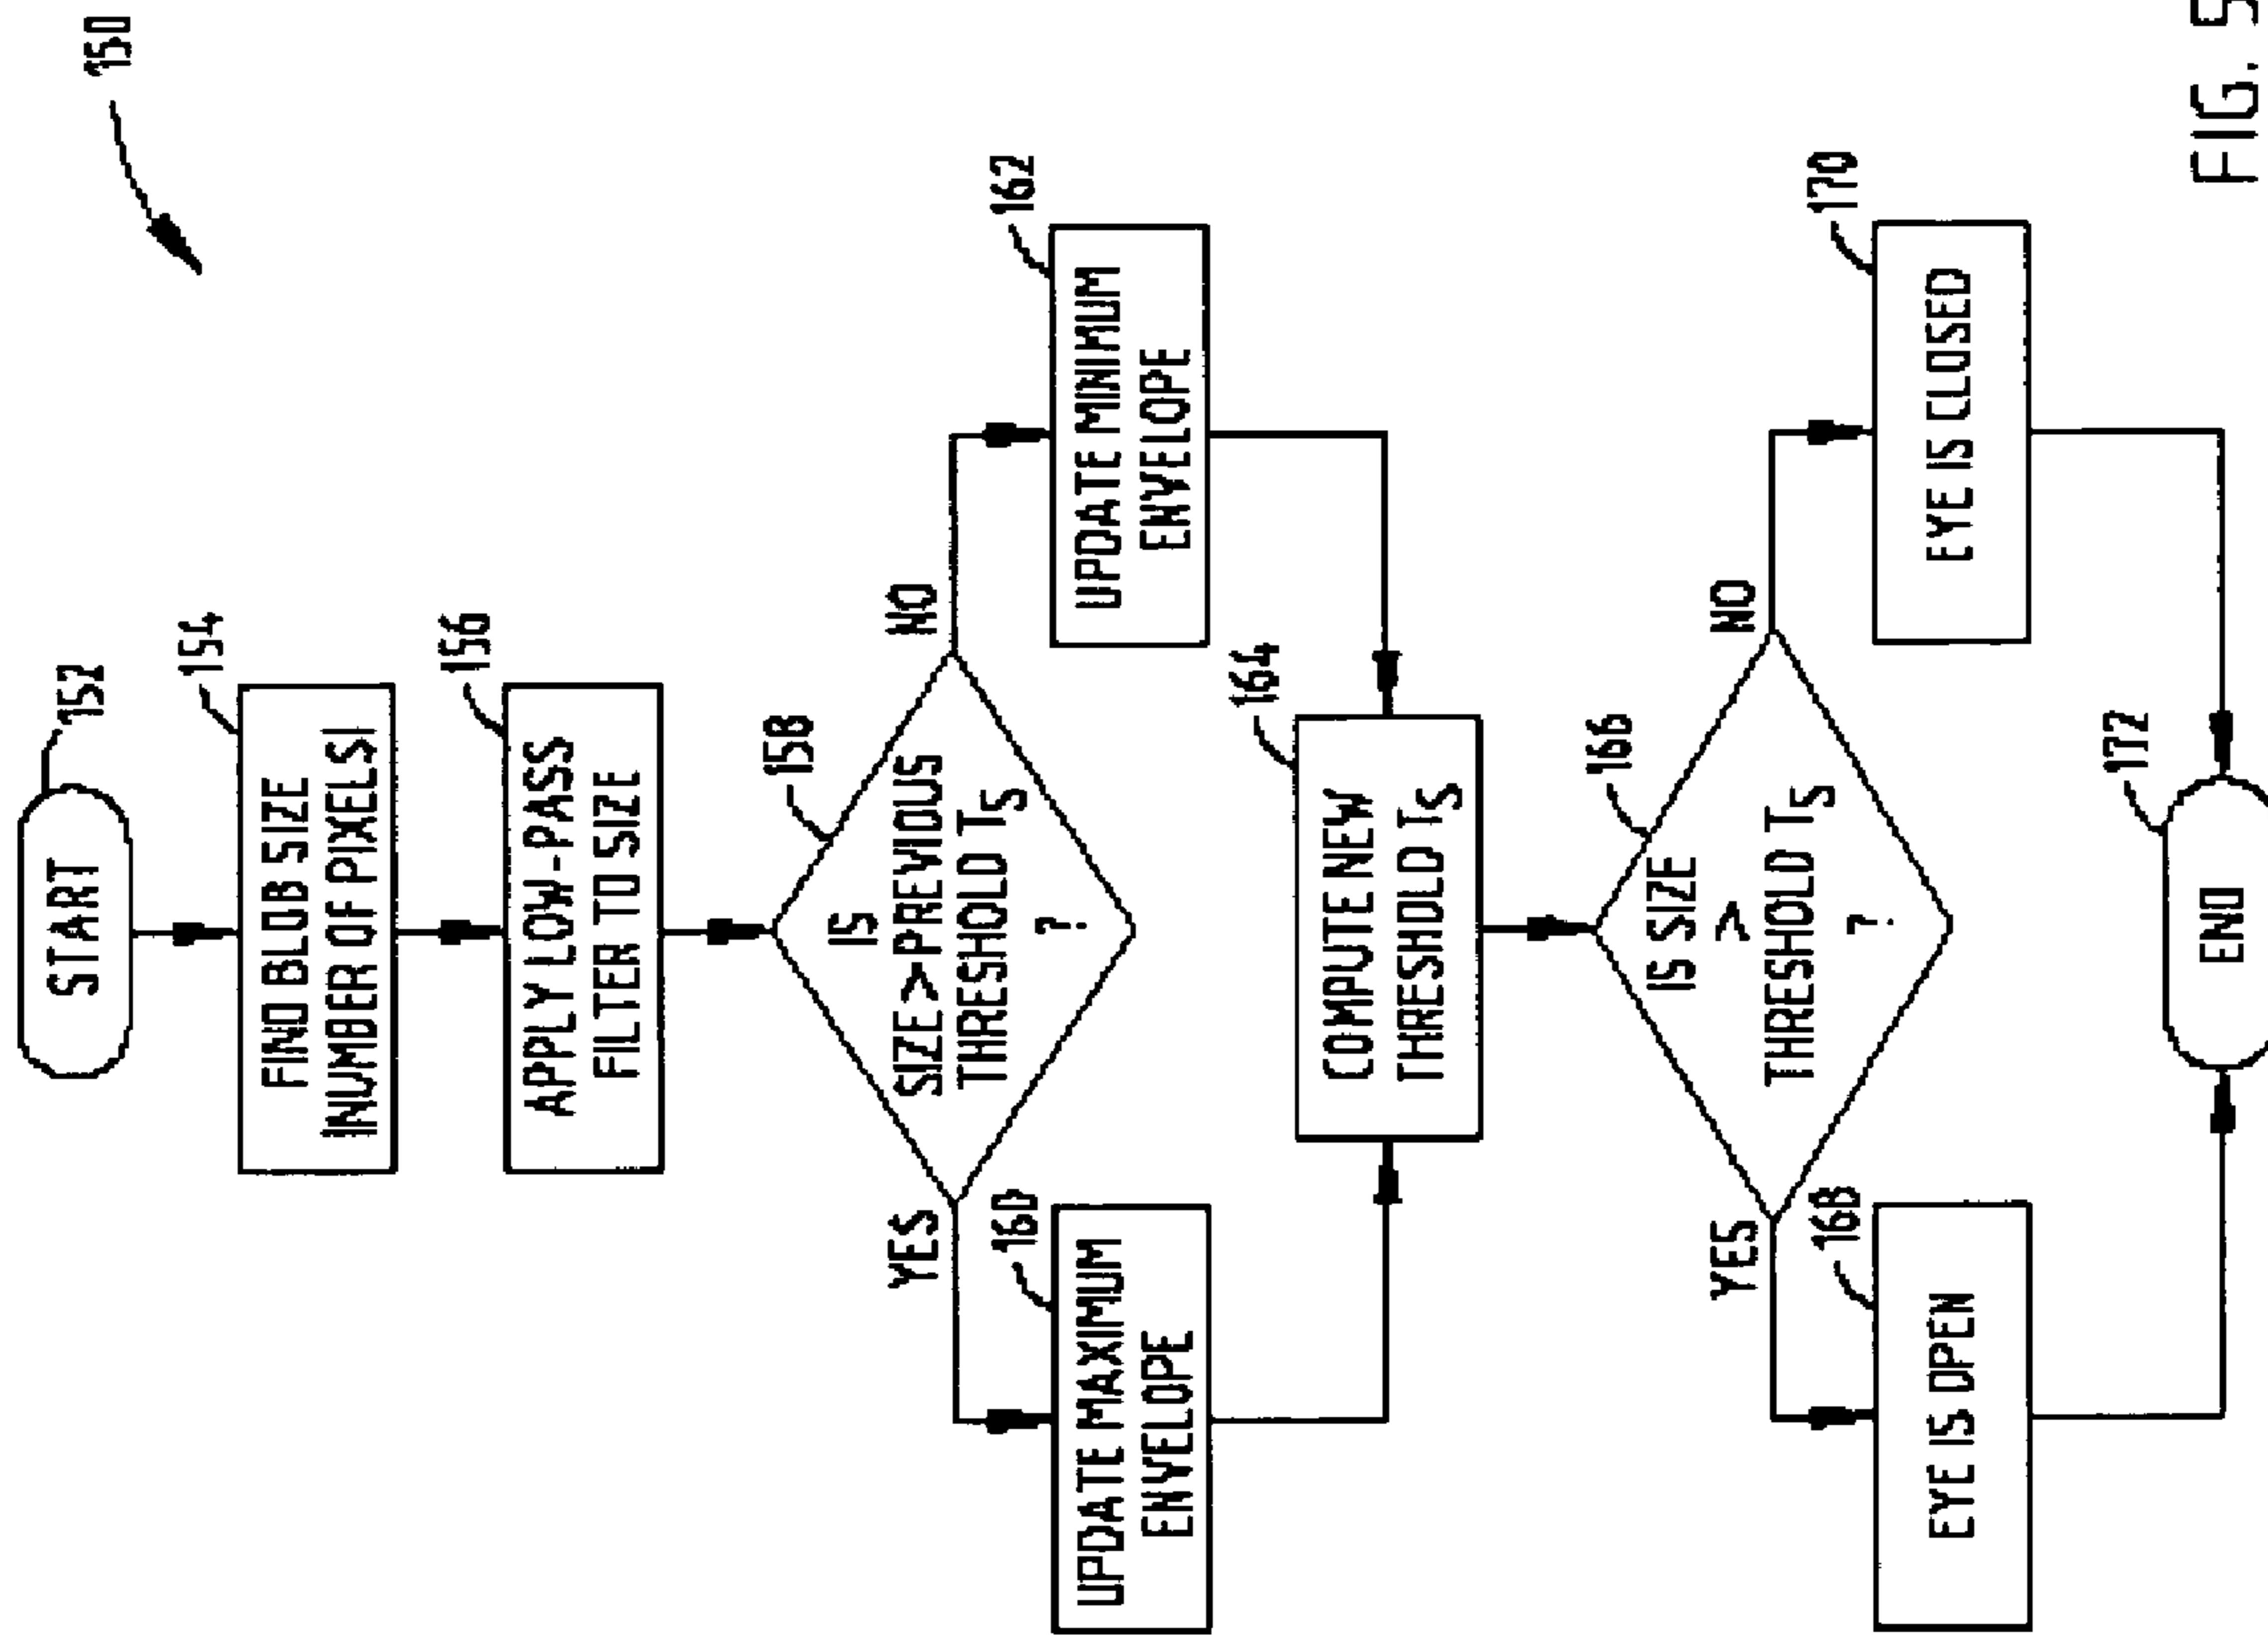 150
START
152
FIND BLOB SIZE
(NUMBER OF PIXELS)
154
APPLY LOW-PASS
FILTER TO SIZE
156
IS
SIZE > PREVIOUS
THRESHOLD TS
?
158
YES
NO
UPDATE MAXIMUM
ENVELOPE
160
UPDATE MINIMUM
ENVELOPE
162
COMPUTE NEW
THRESHOLD TS
164
IS SIZE
>
THRESHOLD TS
?
166
YES
NO
EYE IS OPEN
168
EYE IS CLOSED
170
END
172
FIG. 5